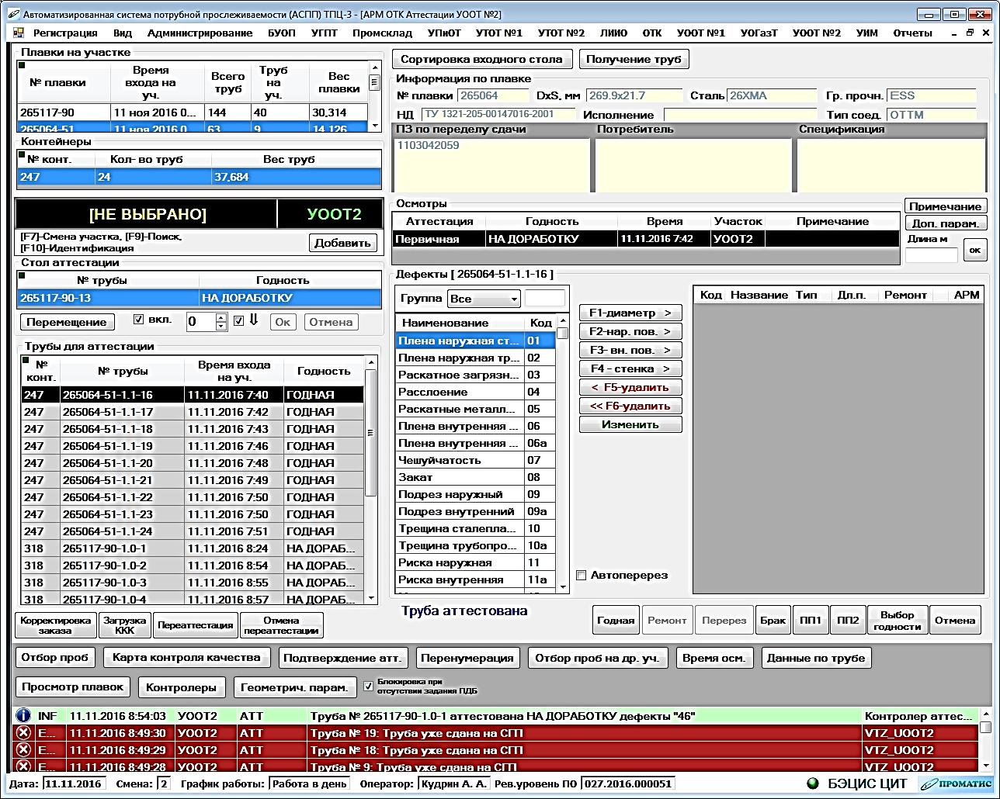 Автоматизированная система потрубной прослеживаемости (АСПП) ТПЦ-3 - [АРМ ОТК Аттестации УООТ №2]
Регистрация Вид Администрирование БУОП УГПТ Промсклад УПиОТ УТОТ №1 УТОТ №2 ЛИИО ОТК УООТ №1 УОГазТ УООТ №2 УИМ Отчеты
Плавки на участке
№ плавки Время входа на уч. Всего труб Труб на уч. Вес плавки
265117-90 11 ноя 2016 0... 144 40 30,314
265064-51 11 ноя 2016 0... 63 9 14,126
Контейнеры
№ конт. Кол- во труб Вес труб
247 24 37,684
[НЕ ВЫБРАНО] УООТ2
[F7]-Смена участка, [F9]-Поиск,
[F10]-Идентификация
Добавить
Стол аттестации
№ трубы Годность
265117-90-13 НА ДОРАБОТКУ
Перемещение вкл. 0 ⇓ Ок Отмена
Трубы для аттестации
№ конт. № трубы Время входа на уч. Годность
247 265064-51-1.1-16 11.11.2016 7:40 ГОДНАЯ
247 265064-51-1.1-17 11.11.2016 7:42 ГОДНАЯ
247 265064-51-1.1-18 11.11.2016 7:43 ГОДНАЯ
247 265064-51-1.1-19 11.11.2016 7:46 ГОДНАЯ
247 265064-51-1.1-20 11.11.2016 7:48 ГОДНАЯ
247 265064-51-1.1-21 11.11.2016 7:49 ГОДНАЯ
247 265064-51-1.1-22 11.11.2016 7:50 ГОДНАЯ
247 265064-51-1.1-23 11.11.2016 7:50 ГОДНАЯ
247 265064-51-1.1-24 11.11.2016 7:51 ГОДНАЯ
318 265117-90-1.0-1 11.11.2016 8:24 НА ДОРАБ...
318 265117-90-1.0-2 11.11.2016 8:54 НА ДОРАБ...
318 265117-90-1.0-3 11.11.2016 8:55 НА ДОРАБ...
318 265117-90-1.0-4 11.11.2016 8:57 НА ДОРАБ...
Корректировка заказа Загрузка ККК Переаттестация Отмена переаттестации
Сортировка входного стола Получение труб
Информация по плавке
№ плавки 265064 DxS, мм 269.9x21.7 Сталь 26ХМА Гр. прочн. ESS
НД ТУ 1321-205-00147016-2001 Исполнение Тип соед. ОТТМ
ПЗ по переделу сдачи Потребитель Спецификация
1103042059
Осмотры
Аттестация Годность Время Участок Примечание
Первичная НА ДОРАБОТКУ 11.11.2016 7:42 УООТ2
Примечание
Доп. парам.
Длина м
ок
Дефекты [ 265064-51-1.1-16 ]
Группа Все
Наименование Код
Плена наружная ст... 01
Плена наружная тр... 02
Раскатное загрязн... 03
Расслоение 04
Раскатные металл... 05
Плена внутренняя ... 06
Плена внутренняя ... 06а
Чешуйчатость 07
Закат 08
Подрез наружный 09
Подрез внутренний 09а
Трещина сталепла... 10
Трещина трубопро... 10а
Риска наружная 11
Риска внутренняя 11а
F1-диаметр >
F2-нар. пов. >
F3- вн. пов. >
F4 - стенка >
< F5-удалить
<< F6-удалить
Изменить
Автоперерез
Код Название Тип Дл.п. Ремонт АРМ
Труба аттестована
Годная Ремонт Перерез Брак ПП1 ПП2 Выбор годности Отмена
Отбор проб Карта контроля качества Подтверждение атт. Перенумерация Отбор проб на др. уч. Время осм. Данные по трубе
Просмотр плавок Контролеры Геометрич. парам. Блокировка при отсутствии задания ПДБ
INF 11.11.2016 8:54:03 УООТ2 АТТ Труба № 265117-90-1.0-1 аттестована НА ДОРАБОТКУ дефекты "46" Контролер аттес...
E... 11.11.2016 8:49:30 УООТ2 АТТ Труба № 19: Труба уже сдана на СГП VTZ_UOOT2
E... 11.11.2016 8:49:29 УООТ2 АТТ Труба № 18: Труба уже сдана на СГП VTZ_UOOT2
E... 11.11.2016 8:49:28 УООТ2 АТТ Труба № 9: Труба уже сдана на СГП VTZ_UOOT2
Дата: 11.11.2016 Смена: 2 График работы: Работа в день Оператор: Кудрин А. А. Рев.уровень ПО 027.2016.000051 БЭЦИС ЦИТ ПРОМАТИС